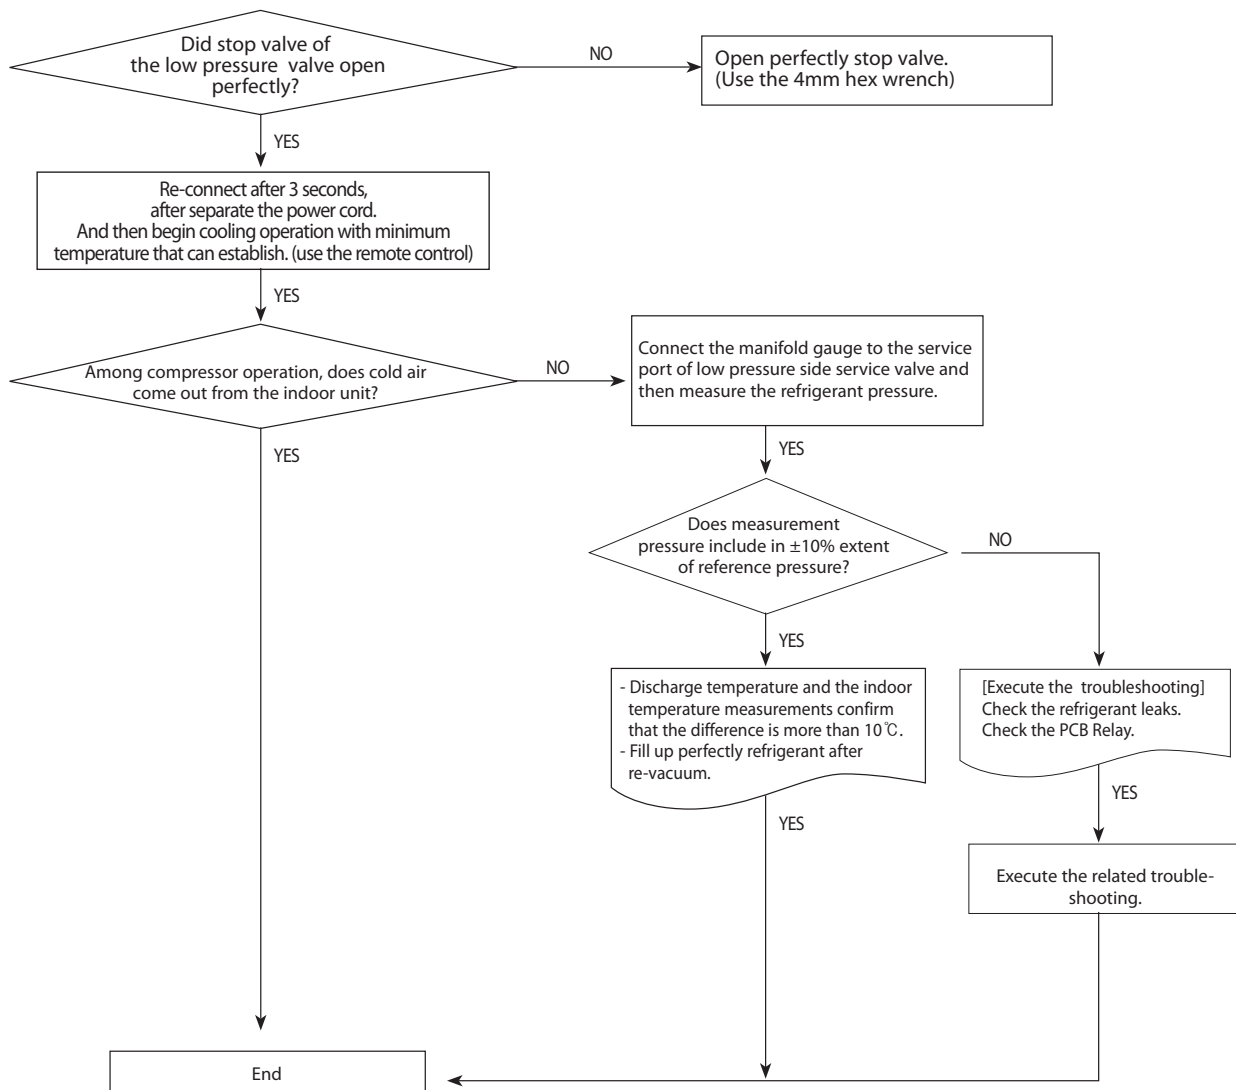 Did stop valve of
the low pressure valve open
perfectly?
NO
Open perfectly stop valve.
(Use the 4mm hex wrench)
YES
Re-connect after 3 seconds,
after separate the power cord.
And then begin cooling operation with minimum
temperature that can establish. (use the remote control)
YES
Among compressor operation, does cold air
come out from the indoor unit?
NO
Connect the manifold gauge to the service
port of low pressure side service valve and
then measure the refrigerant pressure.
YES
YES
Does measurement
pressure include in ±10% extent
of reference pressure?
NO
YES
- Discharge temperature and the indoor
temperature measurements confirm
that the difference is more than 10℃.
- Fill up perfectly refrigerant after
re-vacuum.
[Execute the troubleshooting]
Check the refrigerant leaks.
Check the PCB Relay.
YES
YES
Execute the related trouble-
shooting.
End